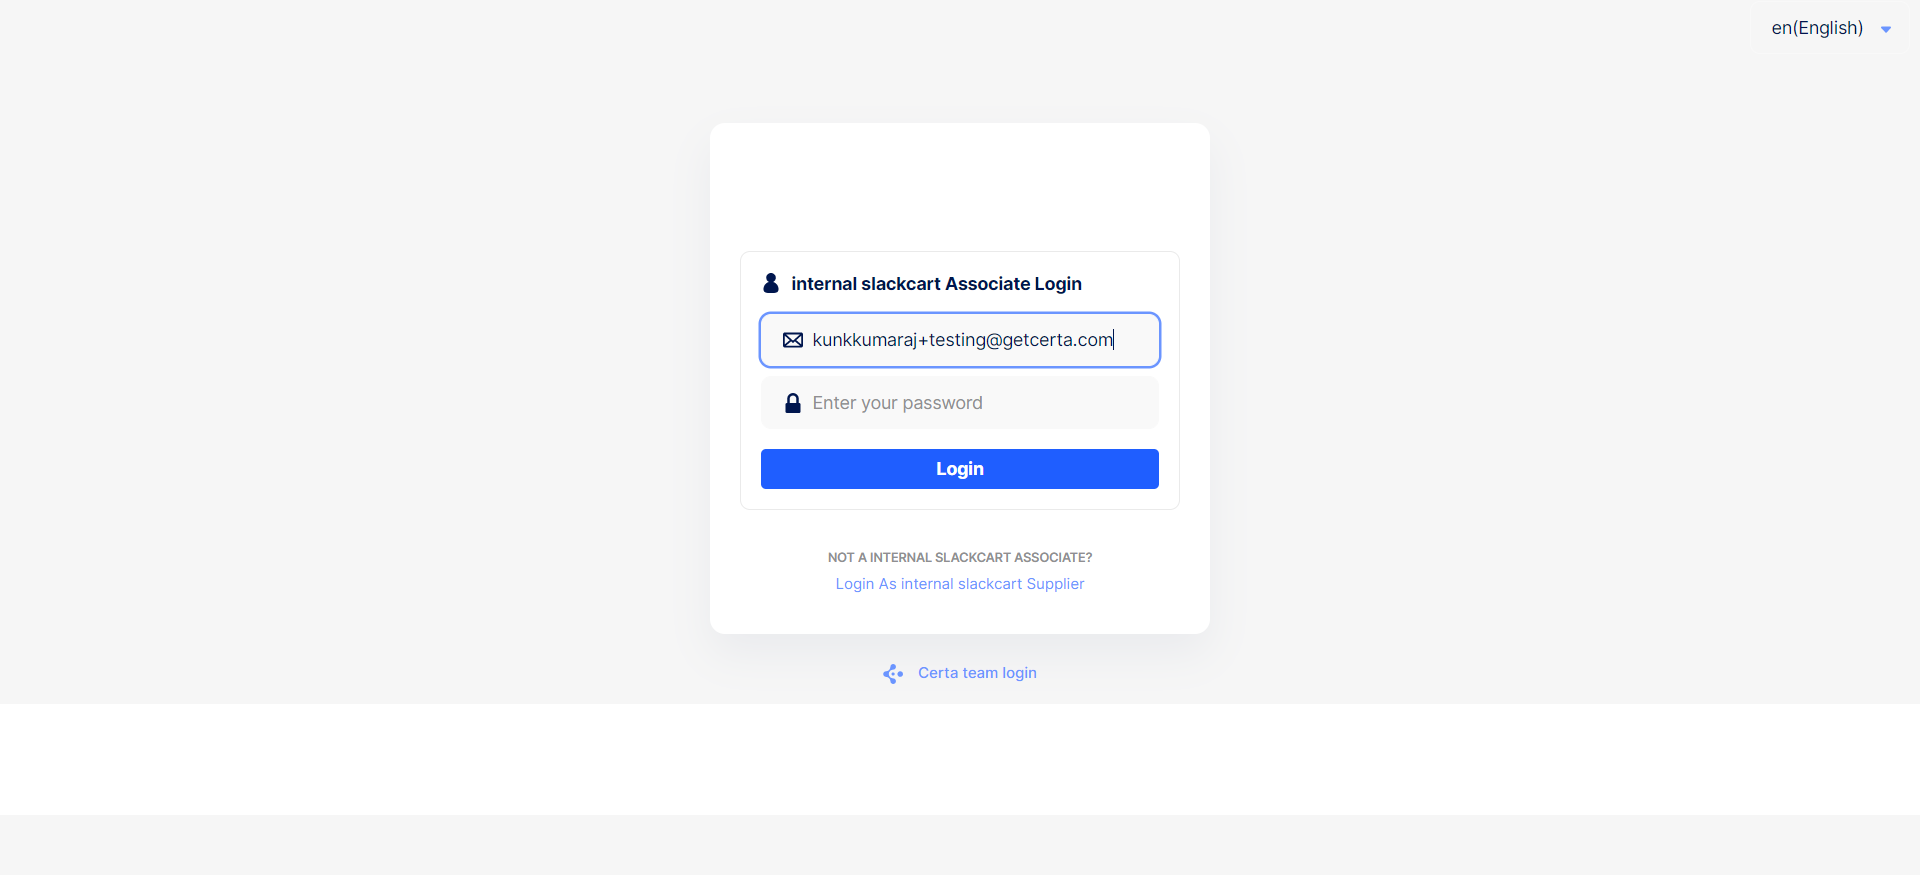 en(English)
internal slackcart Associate Login
kunkkumaraj+testing@getcerta.com
Enter your password
Login
NOT A INTERNAL SLACKCART ASSOCIATE?
Login As internal slackcart Supplier
Certa team login